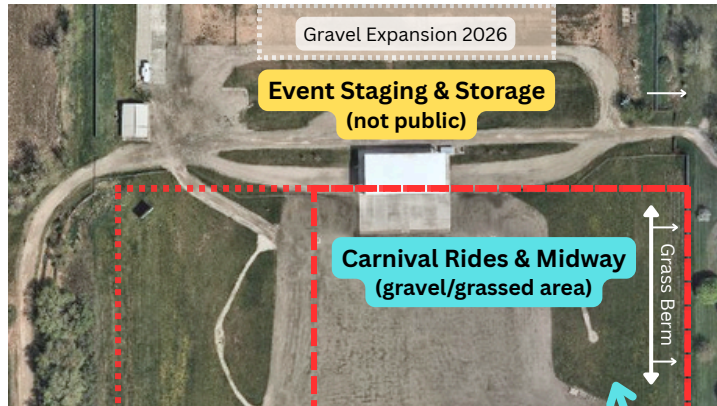 Gravel Expansion 2026
Event Staging & Storage
(not public)
Carnival Rides & Midway
(gravel/grassed area)
Grass Berm